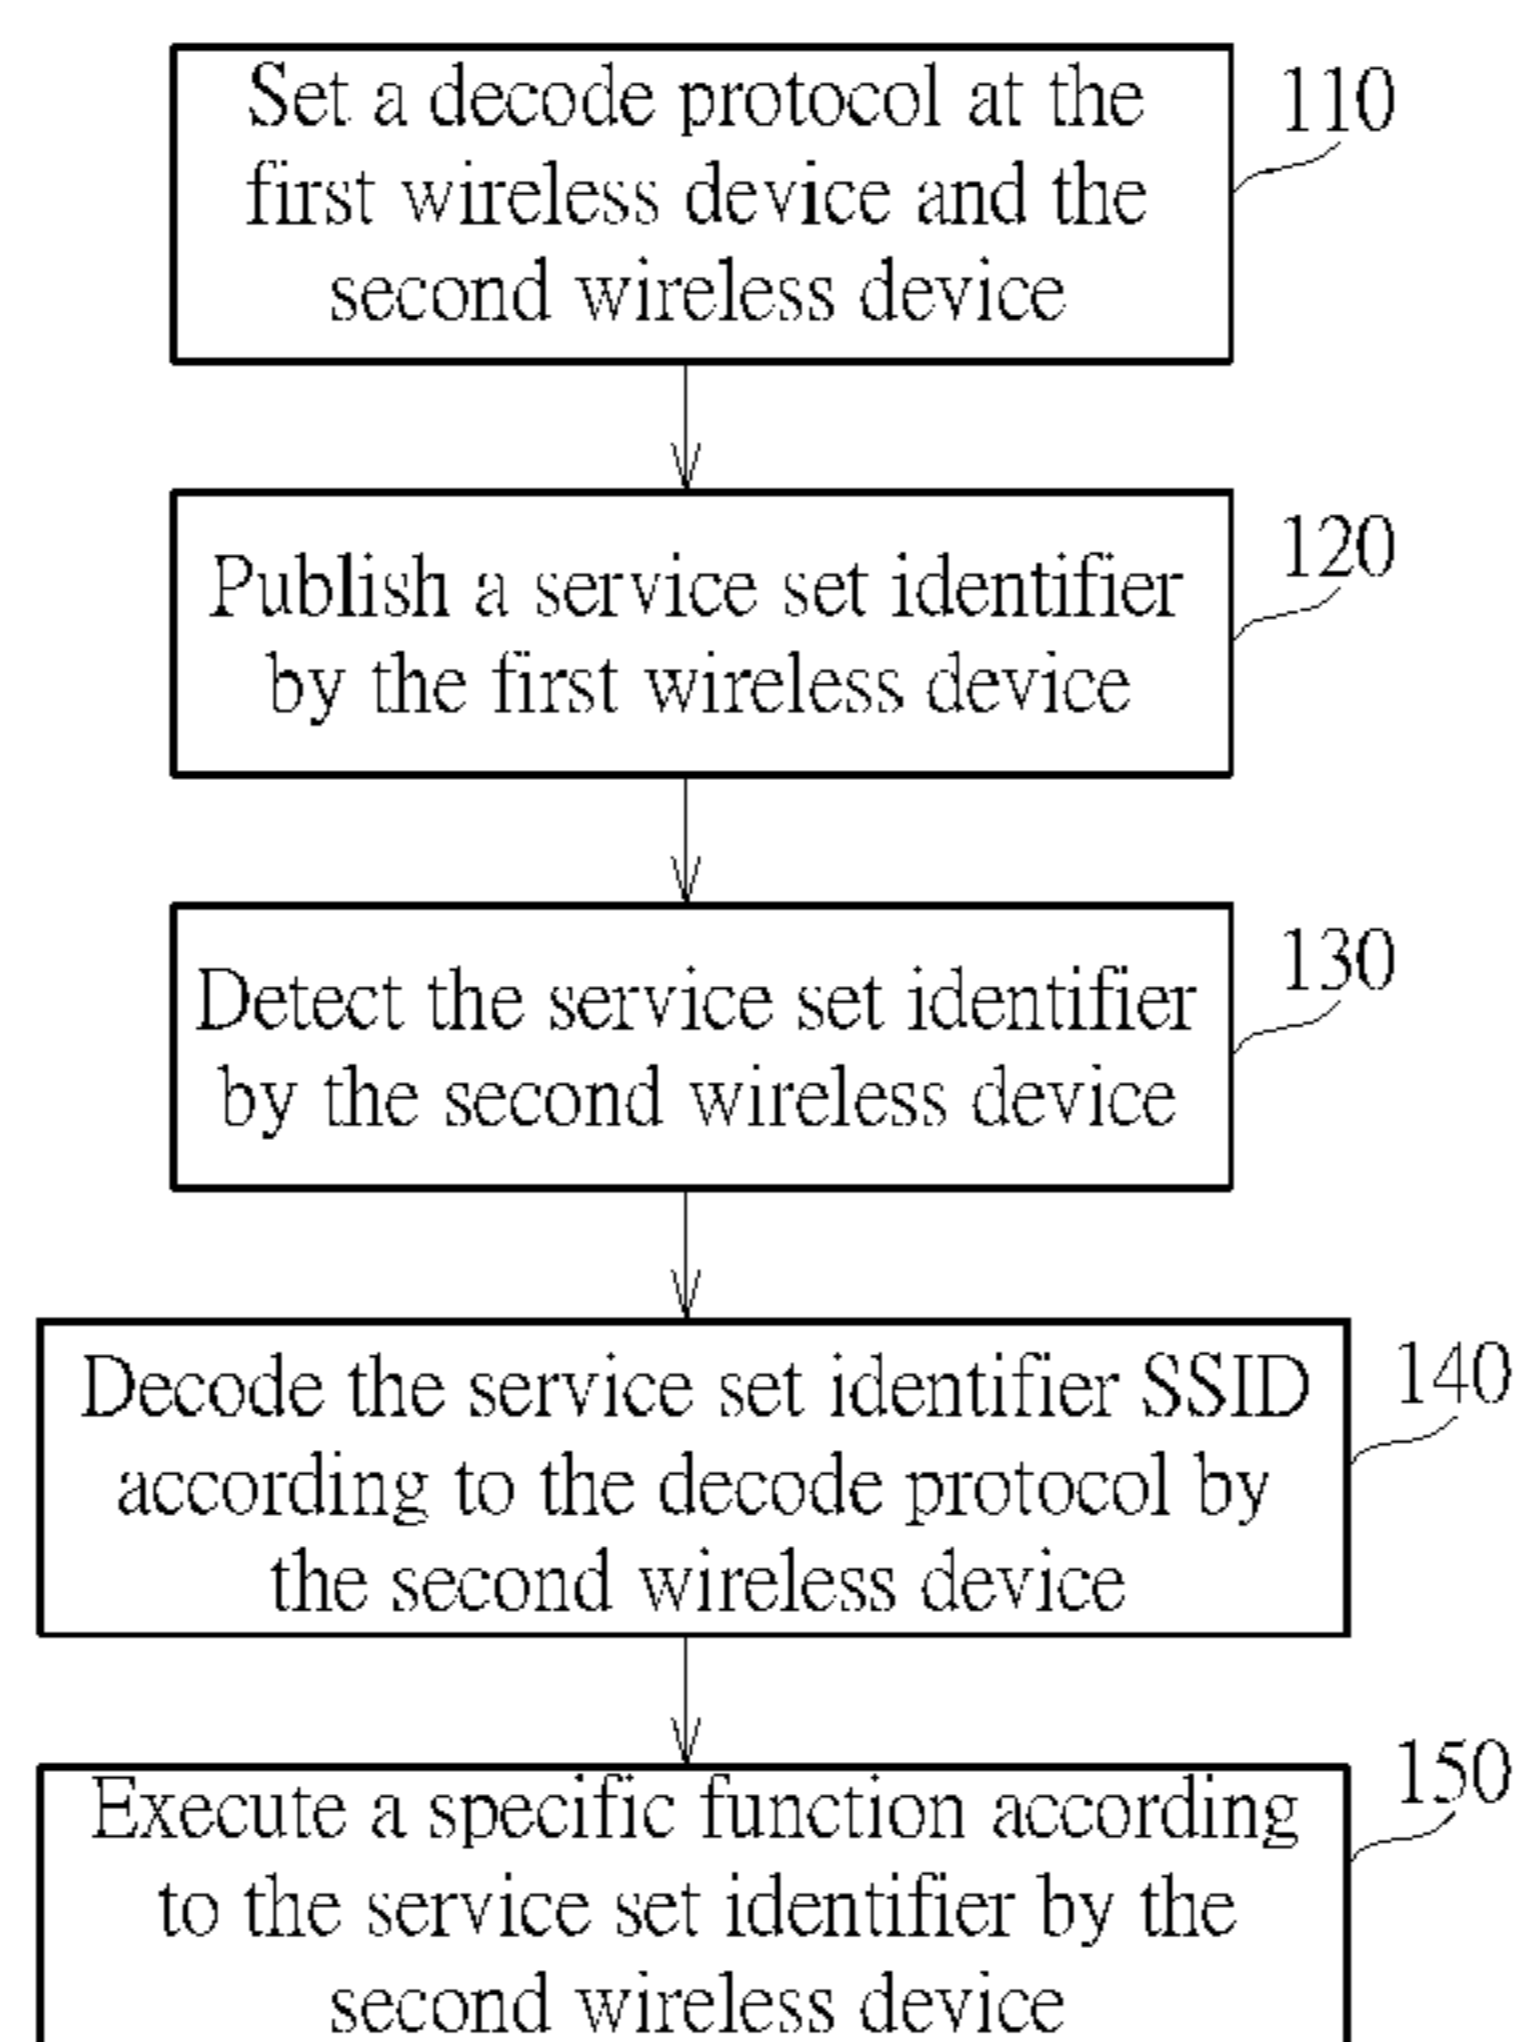 Set a decode protocol at the
first wireless device and the
second wireless device
110
Publish a service set identifier
by the first wireless device
120
Detect the service set identifier
by the second wireless device
130
Decode the service set identifier SSID
according to the decode protocol by
the second wireless device
140
Execute a specific function according
to the service set identifier by the
second wireless device
150